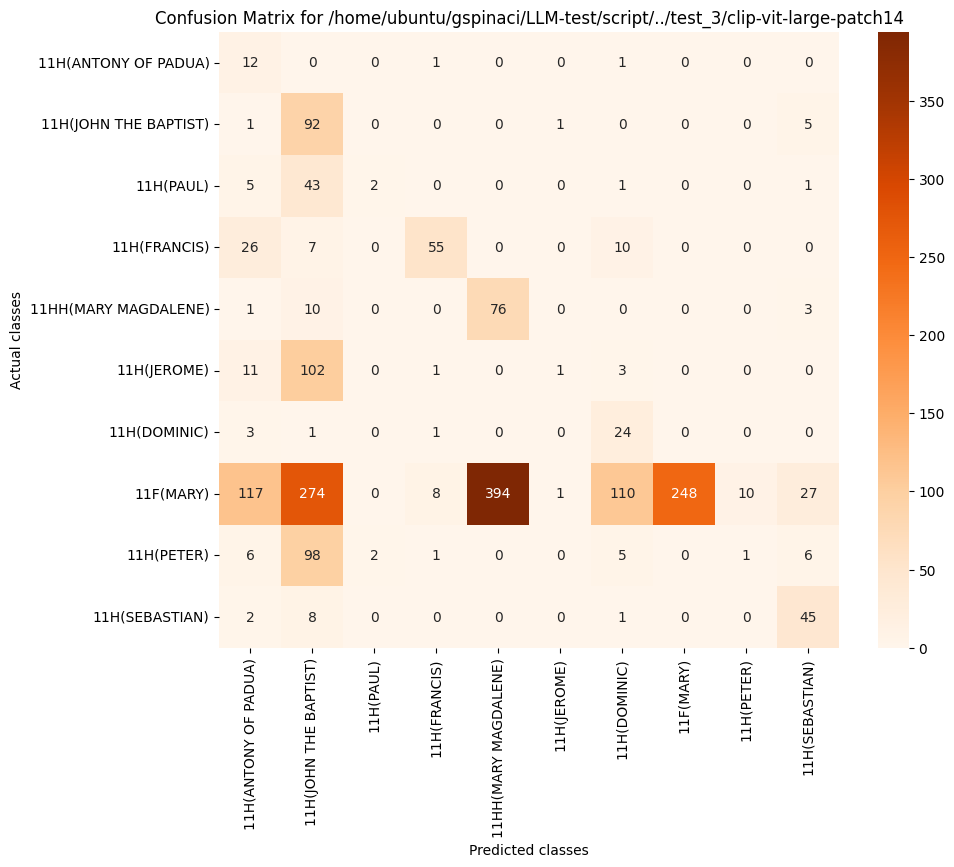 Confusion Matrix for /home/ubuntu/gspinaci/LLM-test/script/../test_3/clip-vit-large-patch14
Actual classes
11H(ANTONY OF PADUA) 12 0 0 1 0 0 1 0 0 0
11H(JOHN THE BAPTIST) 1 92 0 0 0 1 0 0 0 5
11H(PAUL) 5 43 2 0 0 0 1 0 0 1
11H(FRANCIS) 26 7 0 55 0 0 10 0 0 0
11HH(MARY MAGDALENE) 1 10 0 0 76 0 0 0 0 3
11H(JEROME) 11 102 0 1 0 1 3 0 0 0
11H(DOMINIC) 3 1 0 1 0 0 24 0 0 0
11F(MARY) 117 274 0 8 394 1 110 248 10 27
11H(PETER) 6 98 2 1 0 0 5 0 1 6
11H(SEBASTIAN) 2 8 0 0 0 0 1 0 0 45
11H(ANTONY OF PADUA)
11H(JOHN THE BAPTIST)
11H(PAUL)
11H(FRANCIS)
11HH(MARY MAGDALENE)
11H(JEROME)
11H(DOMINIC)
11F(MARY)
11H(PETER)
11H(SEBASTIAN)
Predicted classes
350
300
250
200
150
100
50
0